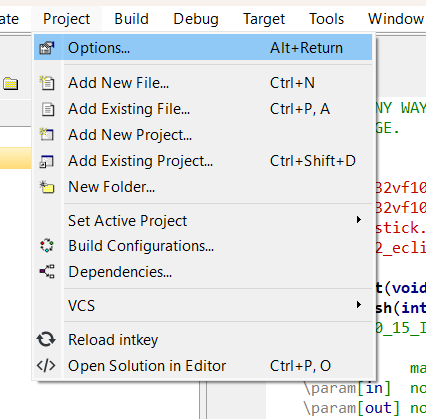 ate Project Build Debug Target Tools Window
Options... Alt+Return
Add New File... Ctrl+N
Add Existing File... Ctrl+P, A
NY WAY
Add New Project...
GE.
Add Existing Project... Ctrl+Shift+D
New Folder...
32vf10
32vf10
Set Active Project
stick.
Build Configurations...
2_ecli
Dependencies...
t(void
VCS
sh(int
0_15_I
Reload intkey
Open Solution in Editor Ctrl+P, O
ma
\param[in] no
\param[out] no